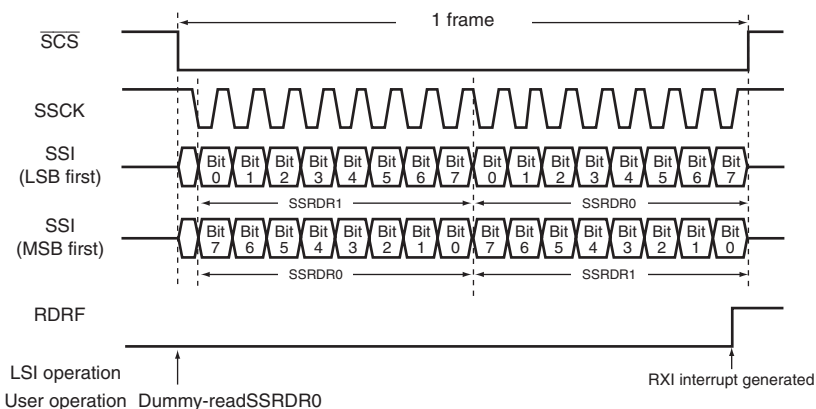 1 frame
SCS
SSCK
SSI
(LSB first)
Bit 0 Bit 1 Bit 2 Bit 3 Bit 4 Bit 5 Bit 6 Bit 7 Bit 0 Bit 1 Bit 2 Bit 3 Bit 4 Bit 5 Bit 6 Bit 7
SSRDR1 SSRDR0
SSI
(MSB first)
Bit 7 Bit 6 Bit 5 Bit 4 Bit 3 Bit 2 Bit 1 Bit 0 Bit 7 Bit 6 Bit 5 Bit 4 Bit 3 Bit 2 Bit 1 Bit 0
SSRDR0 SSRDR1
RDRF
LSI operation
RXI interrupt generated
User operation Dummy-readSSRDR0